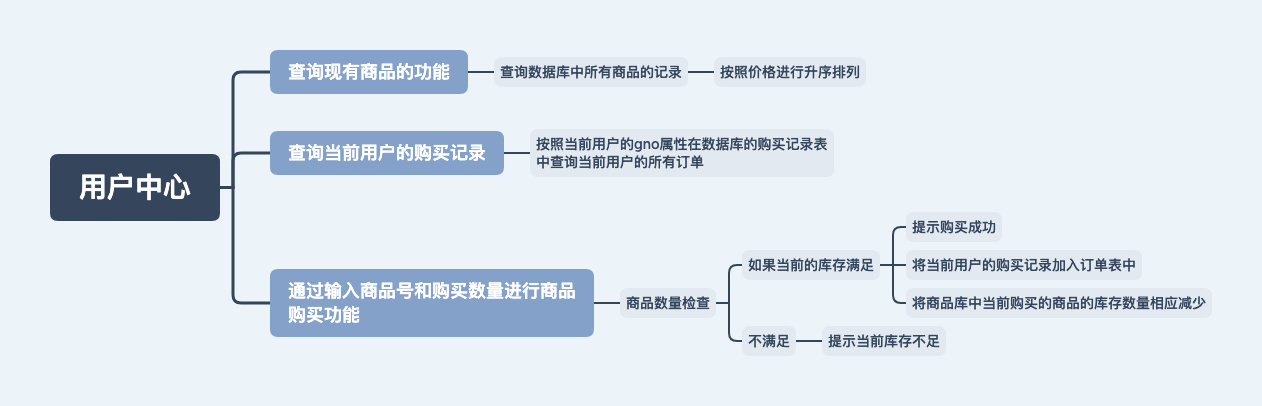 用户中心
查询现有商品的功能
查询数据库中所有商品的记录
按照价格进行升序排列
查询当前用户的购买记录
按照当前用户的gno属性在数据库的购买记录表
中查询当前用户的所有订单
通过输入商品号和购买数量进行商品
购买功能
商品数量检查
如果当前的库存满足
提示购买成功
将当前用户的购买记录加入订单表中
将商品库中当前购买的商品的库存数量相应减少
不满足
提示当前库存不足